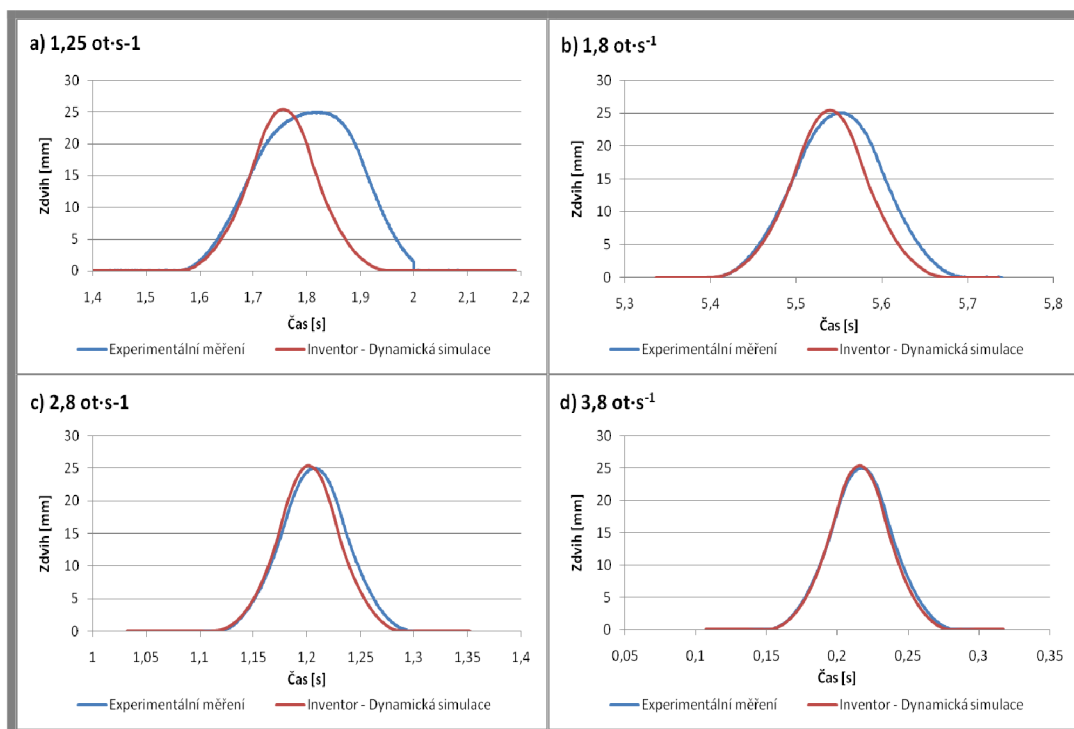 a) 1,25 ot·s-1
30
25
20
15
10
5
0
Zdvih [mm]
1,4 1,5 1,6 1,7 1,8 1,9 2 2,1 2,2
Čas [s]
Experimentální měření Inventor - Dynamická simulace
b) 1,8 ot·s⁻¹
30
25
20
15
10
5
0
Zdvih [mm]
5,3 5,4 5,5 5,6 5,7 5,8
Čas [s]
Experimentální měření Inventor - Dynamická simulace
c) 2,8 ot·s-1
30
25
20
15
10
5
0
Zdvih [mm]
1 1,05 1,1 1,15 1,2 1,25 1,3 1,35 1,4
Čas [s]
Experimentální měření Inventor - Dynamická simulace
d) 3,8 ot·s⁻¹
30
25
20
15
10
5
0
Zdvih [mm]
0,05 0,1 0,15 0,2 0,25 0,3 0,35
Čas [s]
Experimentální měření Inventor - Dynamická simulace